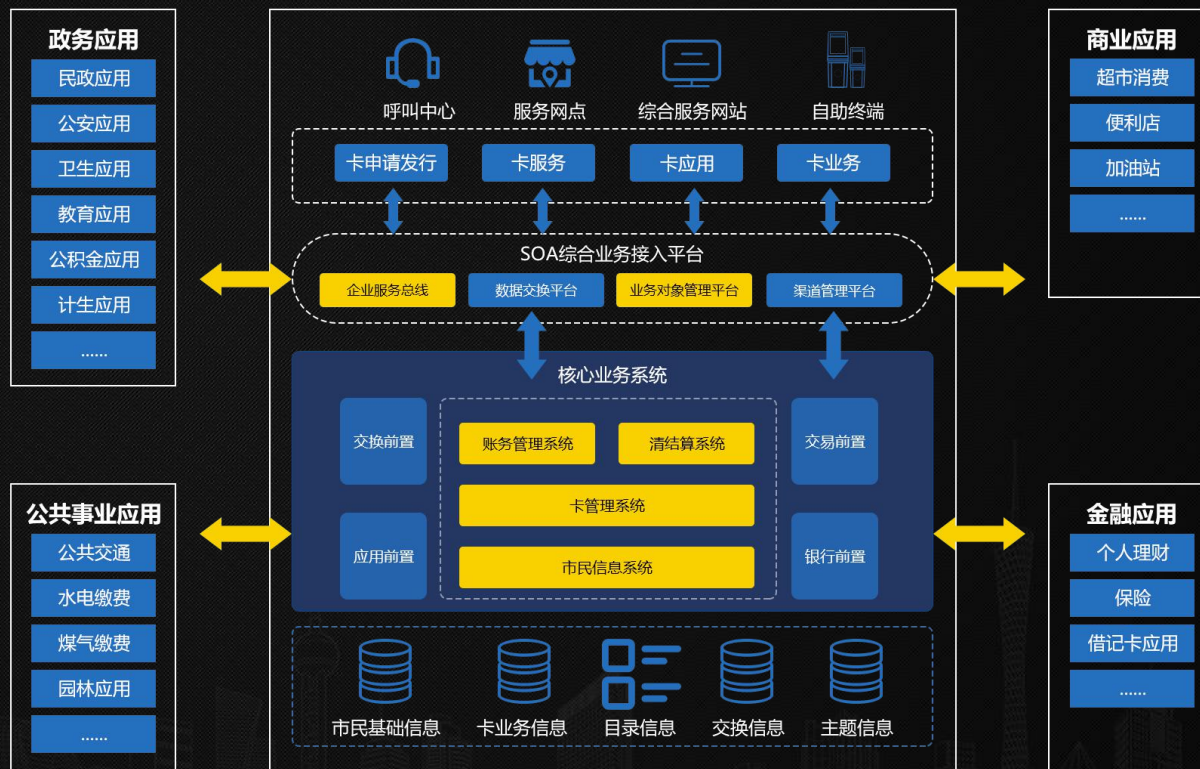 政务应用
民政应用
公安应用
卫生应用
教育应用
公积金应用
计生应用
......
公共事业应用
公共交通
水电缴费
煤气缴费
园林应用
......
呼叫中心
服务网点
综合服务网站
自助终端
卡申请发行
卡服务
卡应用
卡业务
SOA综合业务接入平台
企业服务总线
数据交换平台
业务对象管理平台
渠道管理平台
核心业务系统
交换前置
应用前置
账务管理系统
清结算系统
卡管理系统
市民信息系统
交易前置
银行前置
市民基础信息
卡业务信息
目录信息
交换信息
主题信息
商业应用
超市消费
便利店
加油站
......
金融应用
个人理财
保险
借记卡应用
......